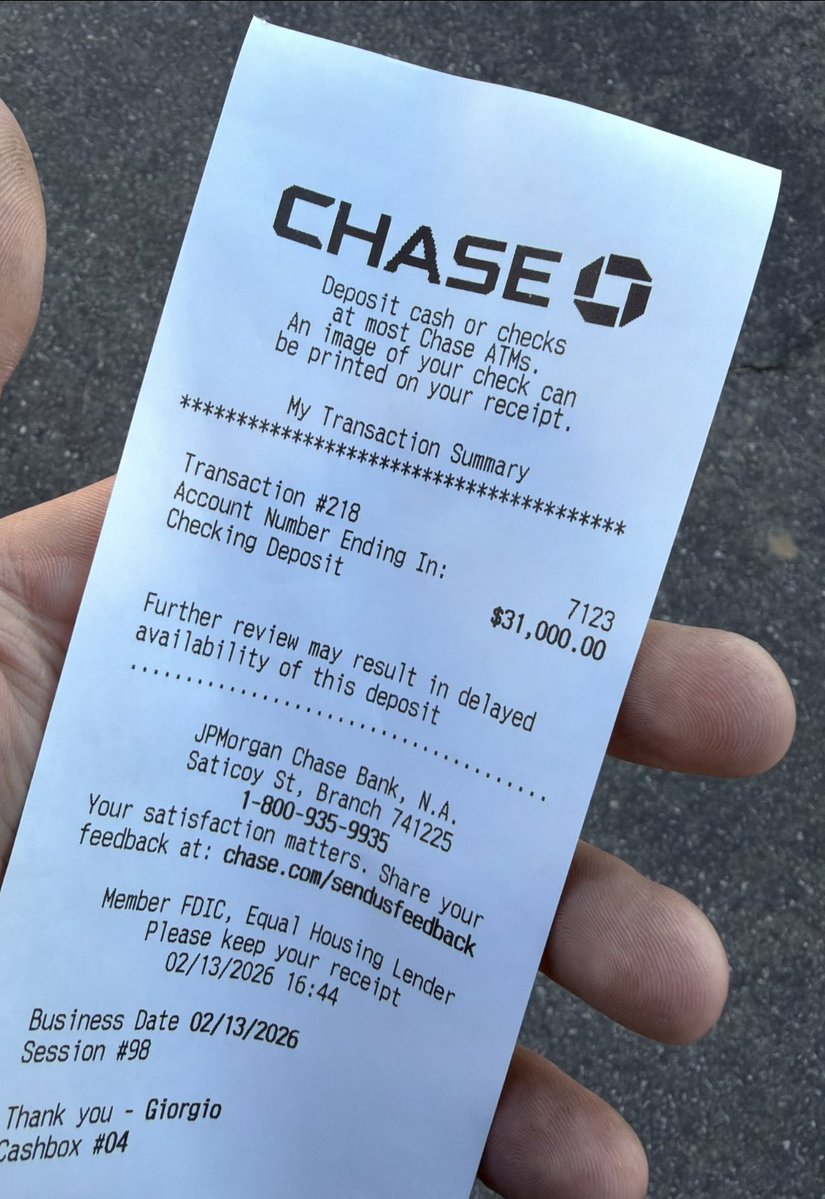 CHASE
Deposit cash or checks
at most Chase ATMs.
An image of your check can
be printed on your receipt.
My Transaction Summary
****************************************
Transaction #218
Account Number Ending In:
7123
Checking Deposit
$31,000.00
Further review may result in delayed
availability of this deposit
........................................
JPMorgan Chase Bank, N.A.
Saticoy St, Branch 741225
1-800-935-9935
Your satisfaction matters. Share your
feedback at: chase.com/sendusfeedback
Member FDIC, Equal Housing Lender
Please keep your receipt
02/13/2026 16:44
Business Date 02/13/2026
Session #98
Thank you - Giorgio
Cashbox #04